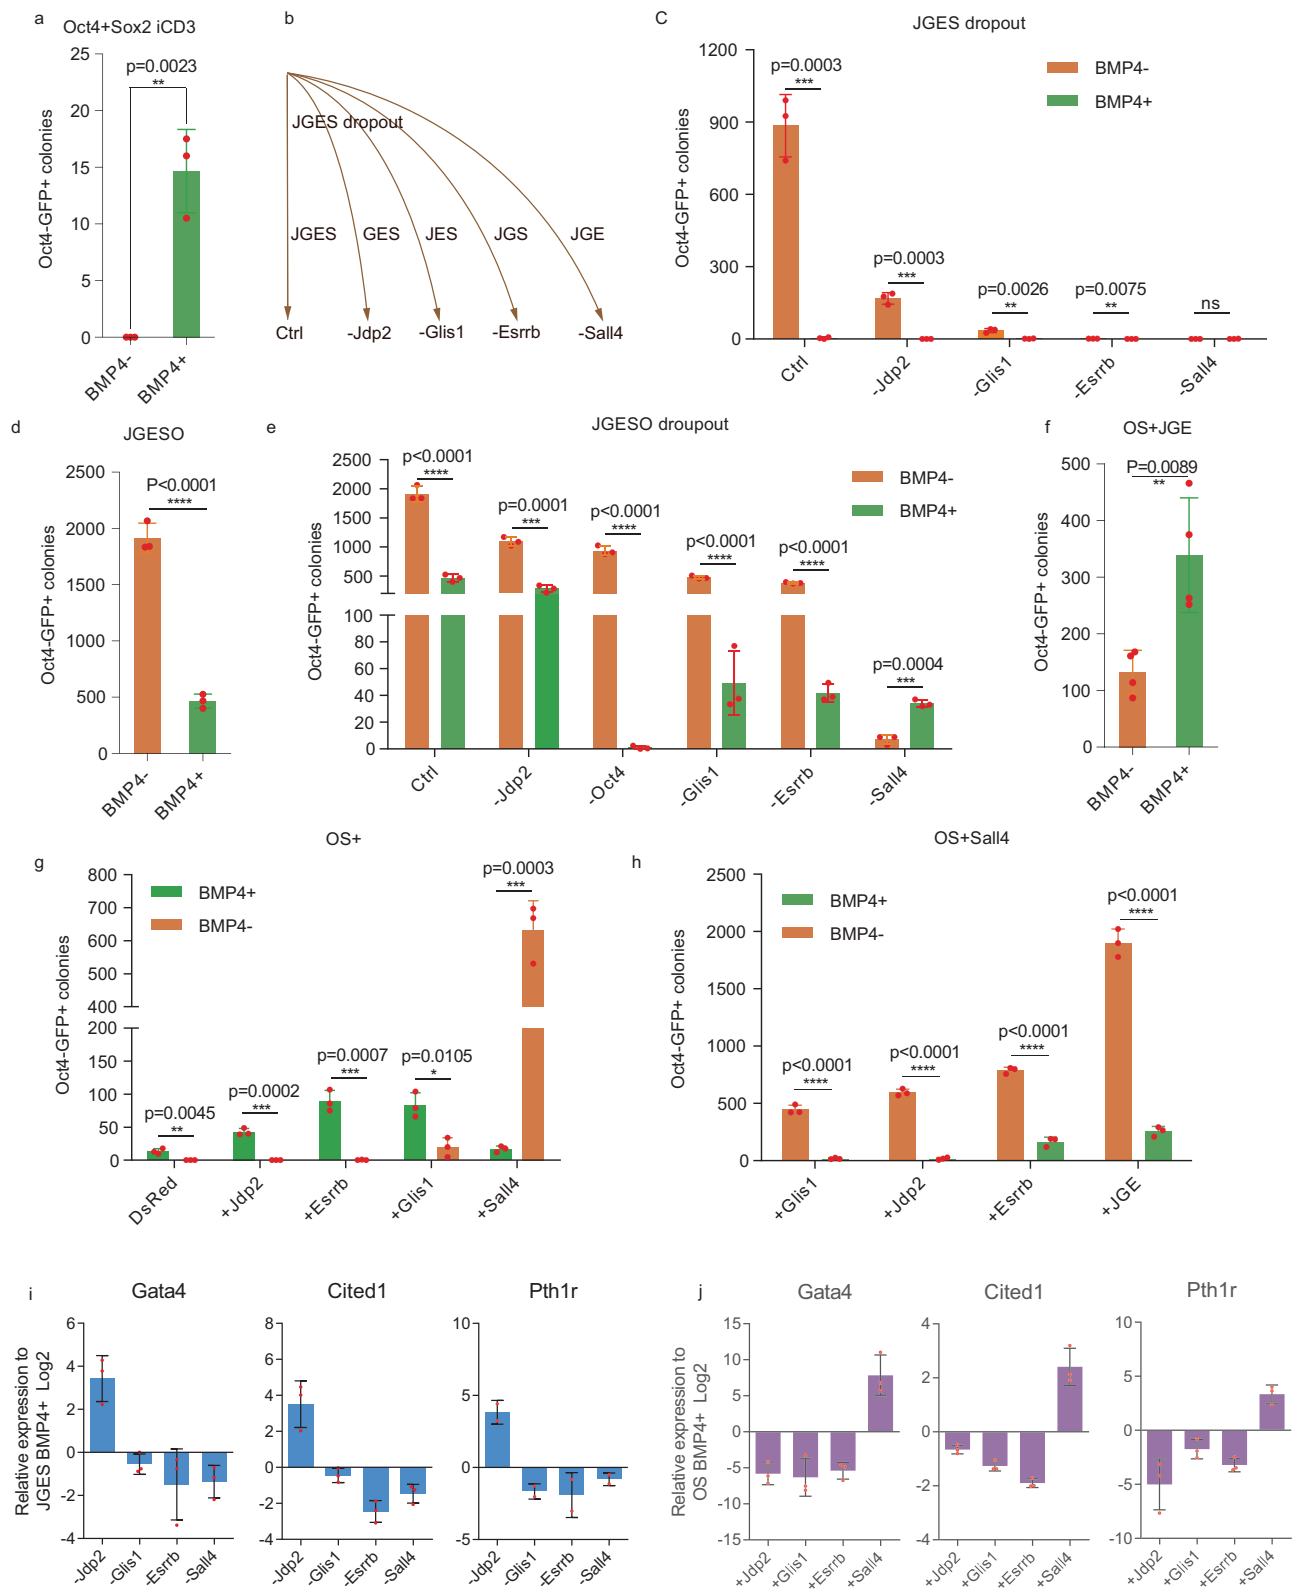 a
Oct4+Sox2 iCD3
Oct4-GFP+ colonies
25
20
15
10
5
0
p=0.0023
**
BMP4-
BMP4+
b
JGES dropout
JGES
GES
JES
JGS
JGE
Ctrl
-Jdp2
-Glis1
-Esrrb
-Sall4
C
JGES dropout
Oct4-GFP+ colonies
1200
900
600
300
0
BMP4-
BMP4+
p=0.0003
***
p=0.0003
***
p=0.0026
**
p=0.0075
**
ns
Ctrl
-Jdp2
-Glis1
-Esrrb
-Sall4
d
JGESO
Oct4-GFP+ colonies
2500
2000
1500
2000
500
0
P<0.0001
****
BMP4-
BMP4+
e
JGESO droupout
Oct4-GFP+ colonies
2500
2000
1500
1000
500
100
80
60
40
20
0
BMP4-
BMP4+
p<0.0001
****
p=0.0001
***
p<0.0001
****
p<0.0001
****
p<0.0001
****
p=0.0004
***
Ctrl
-Jdp2
-Oct4
-Glis1
-Esrrb
-Sall4
f
OS+JGE
Oct4-GFP+ colonies
500
400
300
200
100
0
P=0.0089
**
BMP4-
BMP4+
g
OS+
Oct4-GFP+ colonies
800
700
600
500
400
200
150
100
50
0
BMP4+
BMP4-
p=0.0045
**
p=0.0002
***
p=0.0007
***
p=0.0105
*
p=0.0003
***
DsRed
+Jdp2
+Esrrb
+Glis1
+Sall4
h
OS+Sall4
Oct4-GFP+ colonies
2500
2000
1500
1000
500
0
BMP4+
BMP4-
p<0.0001
****
p<0.0001
****
p<0.0001
****
p<0.0001
****
+Glis1
+Jdp2
+Esrrb
+JGE
i
Relative expression to
JGES BMP4+ Log2
Gata4
6
4
2
0
-2
-4
-Jdp2
-Glis1
-Esrrb
-Sall4
Cited1
8
6
4
2
0
-2
-4
-Jdp2
-Glis1
-Esrrb
-Sall4
Pth1r
10
5
0
-5
-Jdp2
-Glis1
-Esrrb
-Sall4
j
Relative expression to
OS BMP4+ Log2
Gata4
15
10
5
0
-5
-10
-15
+Jdp2
+Glis1
+Esrrb
+Sall4
Cited1
4
2
0
-2
-4
+Jdp2
+Glis1
+Esrrb
+Sall4
Pth1r
10
5
0
-5
-10
+Jdp2
+Glis1
+Esrrb
+Sall4